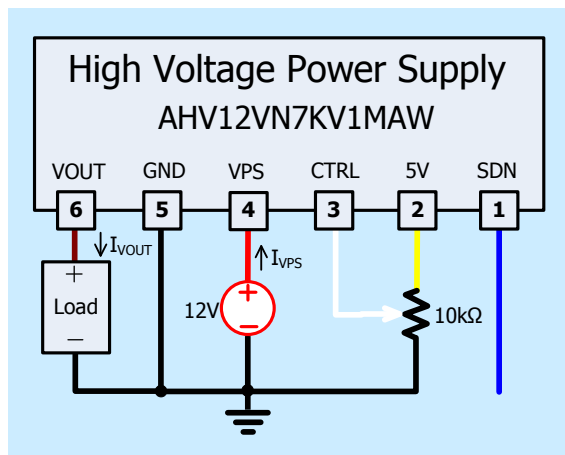 High Voltage Power Supply
AHV12VN7KV1MAW
VOUT GND VPS CTRL 5V SDN
6 5 4 3 2 1
↓IVOUT ↑IVPS
+
Load
−
12V
+
−
10kΩ